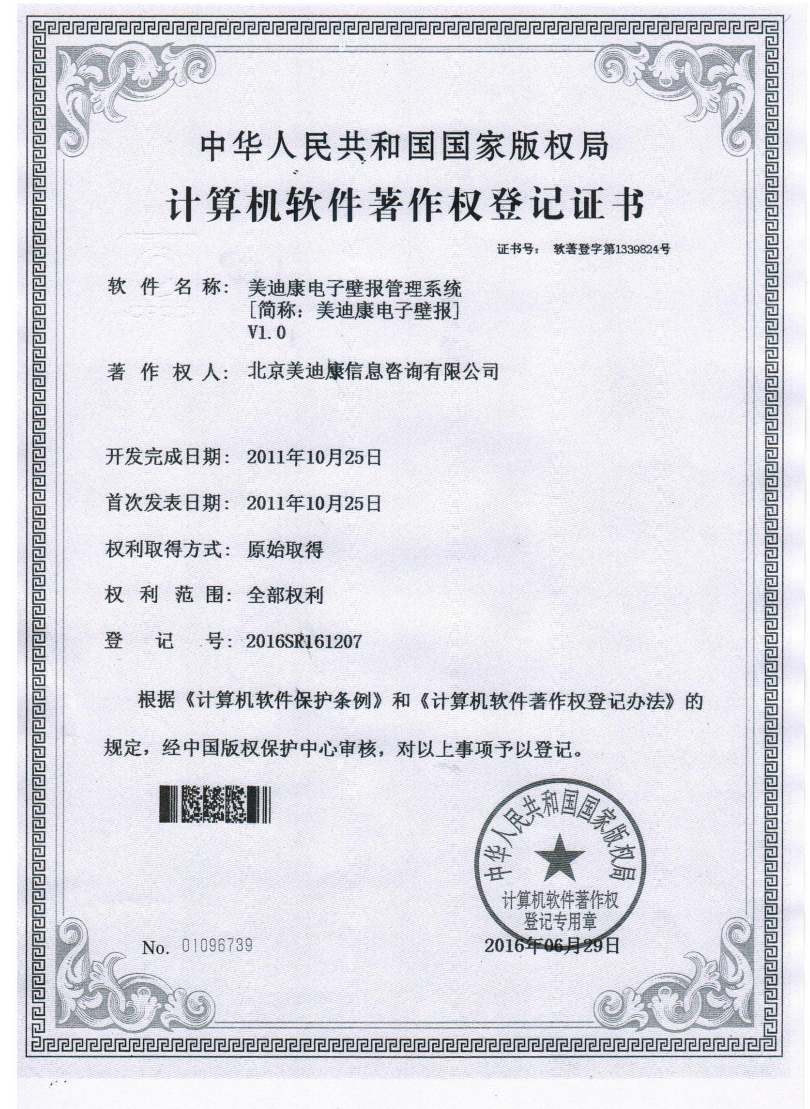 中华人民共和国国家版权局
计算机软件著作权登记证书
证书号： 软著登字第1339824号
软件名称： 美迪康电子壁报管理系统
[简称：美迪康电子壁报]
V1.0
著作权人： 北京美迪康信息咨询有限公司
开发完成日期： 2011年10月25日
首次发表日期： 2011年10月25日
权利取得方式： 原始取得
权利范围： 全部权利
登记号： 2016SR161207
根据《计算机软件保护条例》和《计算机软件著作权登记办法》的
规定，经中国版权保护中心审核，对以上事项予以登记。
中华人民共和国国家版权局
计算机软件著作权
登记专用章
No. 01096739
2016年06月29日